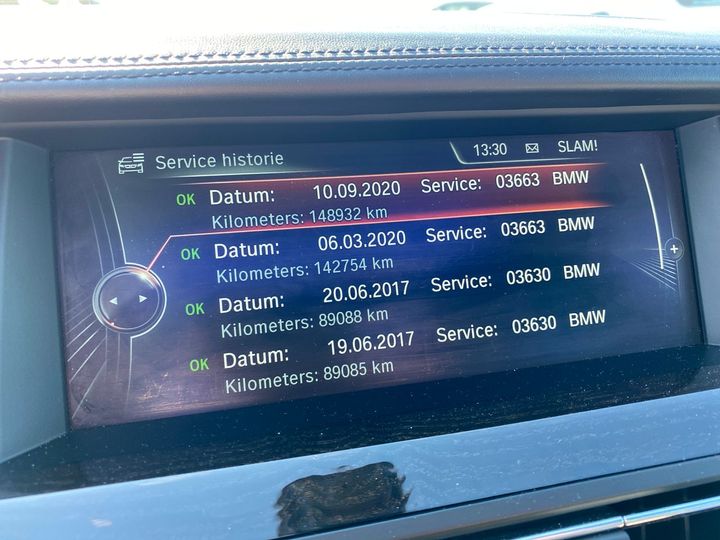 Service historie 13:30 SLAM!
OK Datum: 10.09.2020 Service: 03663 BMW
Kilometers: 148932 km
OK Datum: 06.03.2020 Service: 03663 BMW
Kilometers: 142754 km
OK Datum: 20.06.2017 Service: 03630 BMW
Kilometers: 89088 km
OK Datum: 19.06.2017 Service: 03630 BMW
Kilometers: 89085 km